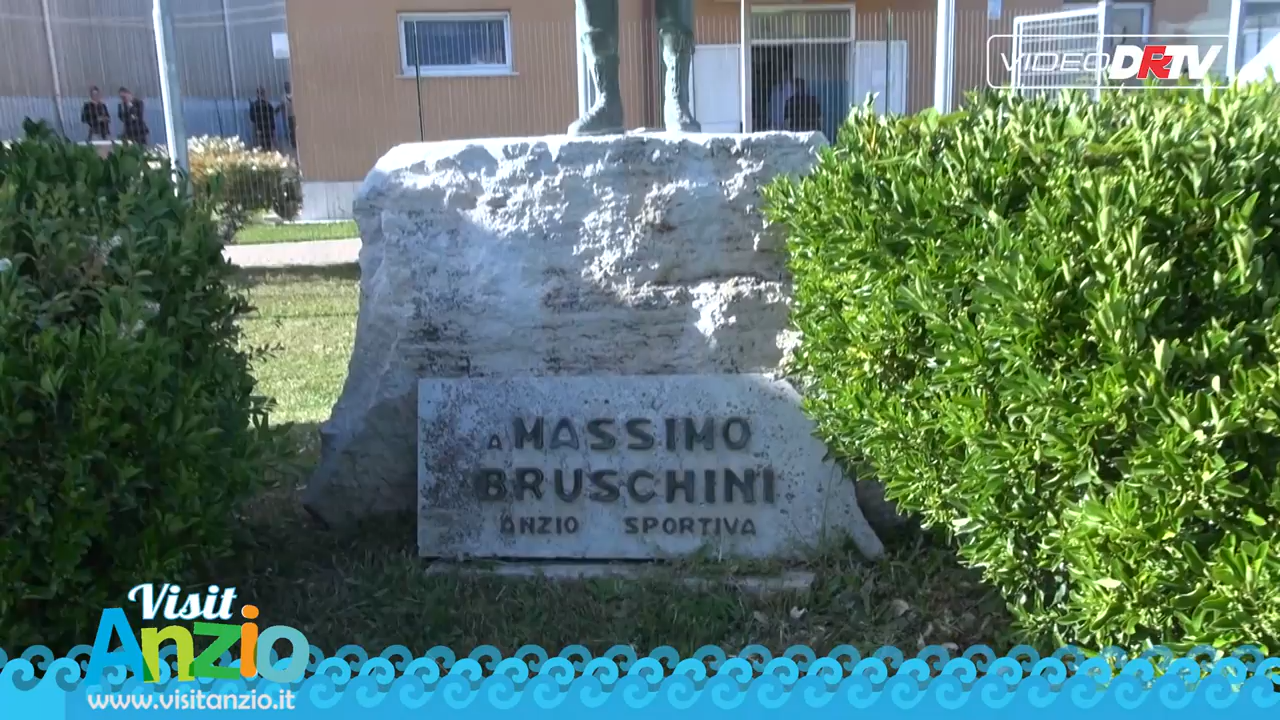 VIDEODRTV
A MASSIMO
BRUSCHINI
ANZIO SPORTIVA
Visit
Anzio
www.visitanzio.it